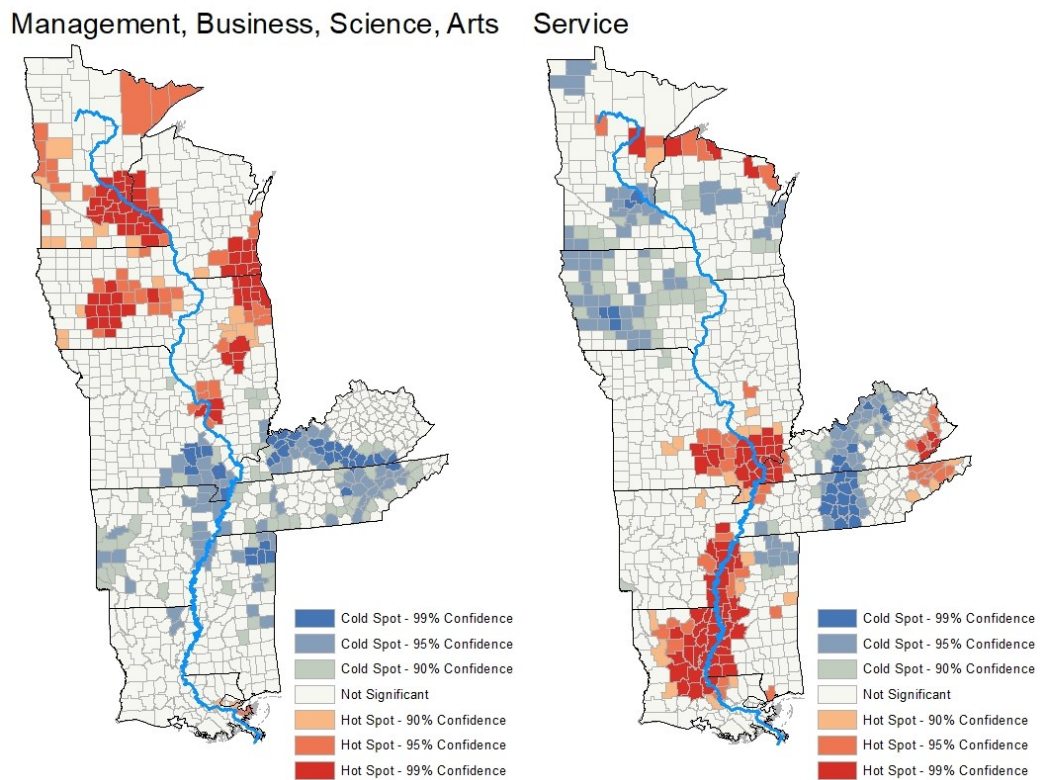 Management, Business, Science, Arts
Service
Cold Spot - 99% Confidence
Cold Spot - 95% Confidence
Cold Spot - 90% Confidence
Not Significant
Hot Spot - 90% Confidence
Hot Spot - 95% Confidence
Hot Spot - 99% Confidence
Cold Spot - 99% Confidence
Cold Spot - 95% Confidence
Cold Spot - 90% Confidence
Not Significant
Hot Spot - 90% Confidence
Hot Spot - 95% Confidence
Hot Spot - 99% Confidence